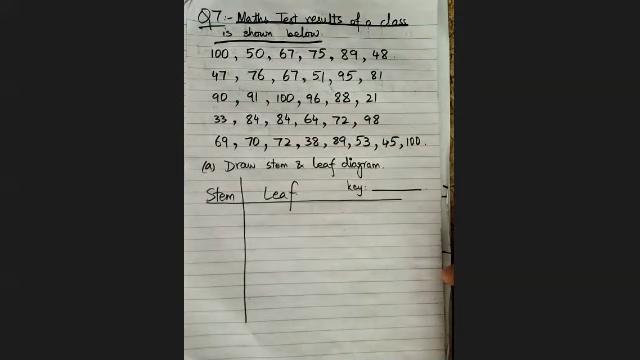 Q7:- Maths Test results of a class
is shown below
100, 50, 67, 75, 89, 48
47, 76, 67, 51, 95, 81
90, 91, 100, 96, 88, 21
33, 84, 84, 64, 72, 98
69, 70, 72, 38, 89, 53, 45, 100.
(a) Draw stem & leaf diagram.
Stem Leaf key: ______